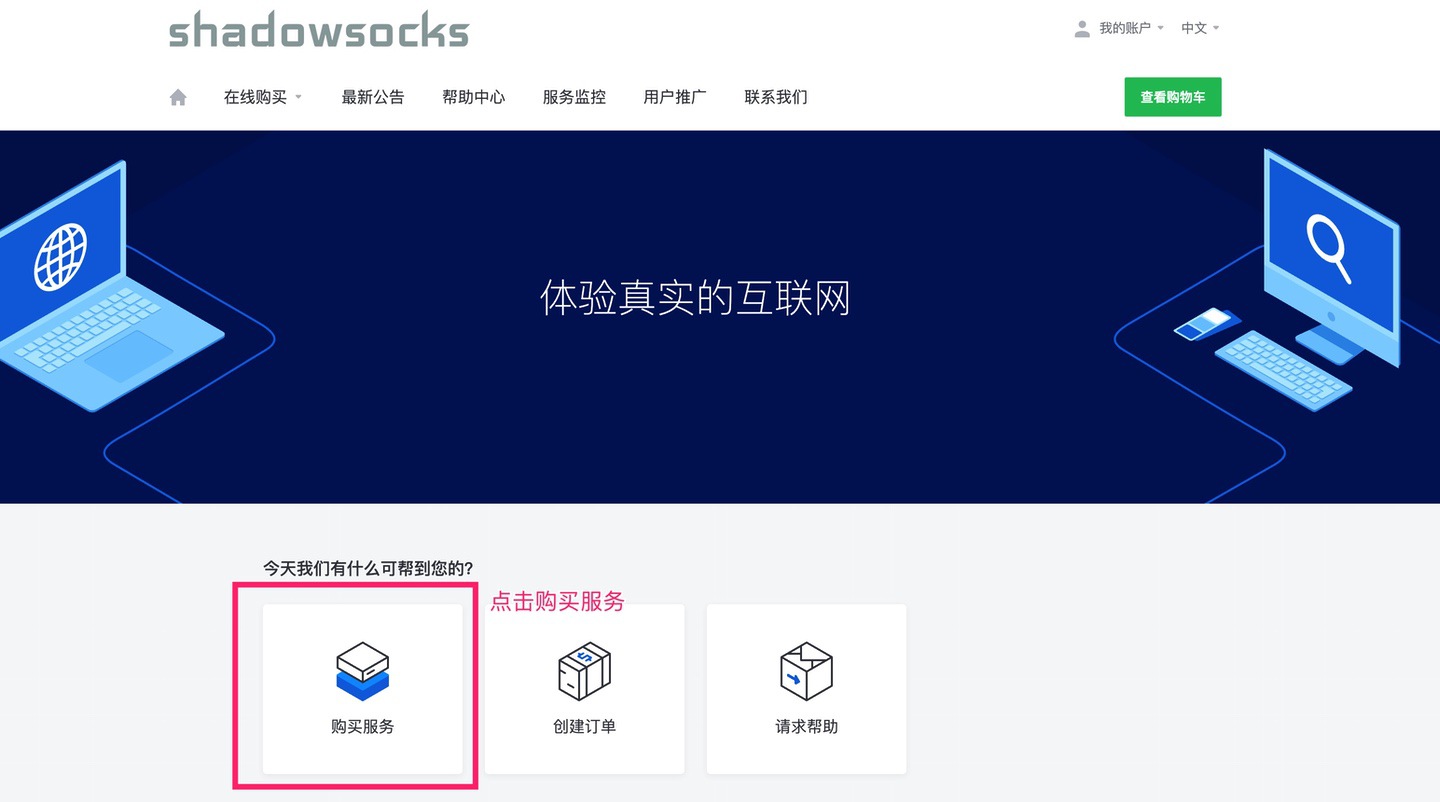 shadowsocks
我的账户 中文
在线购买 最新公告 帮助中心 服务监控 用户推广 联系我们 查看购物车
体验真实的互联网
今天我们有什么可帮到您的?
点击购买服务
购买服务 创建订单 请求帮助